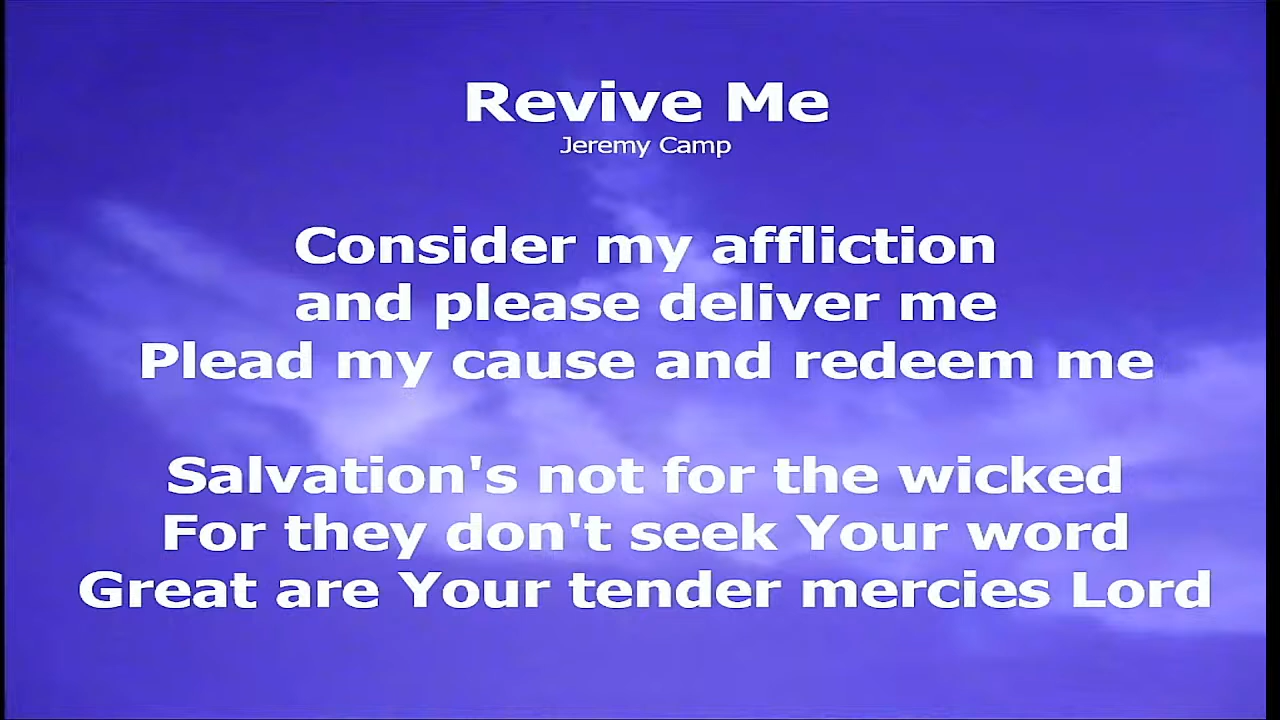 Revive Me
Jeremy Camp
Consider my affliction
and please deliver me
Plead my cause and redeem me
Salvation's not for the wicked
For they don't seek Your word
Great are Your tender mercies Lord